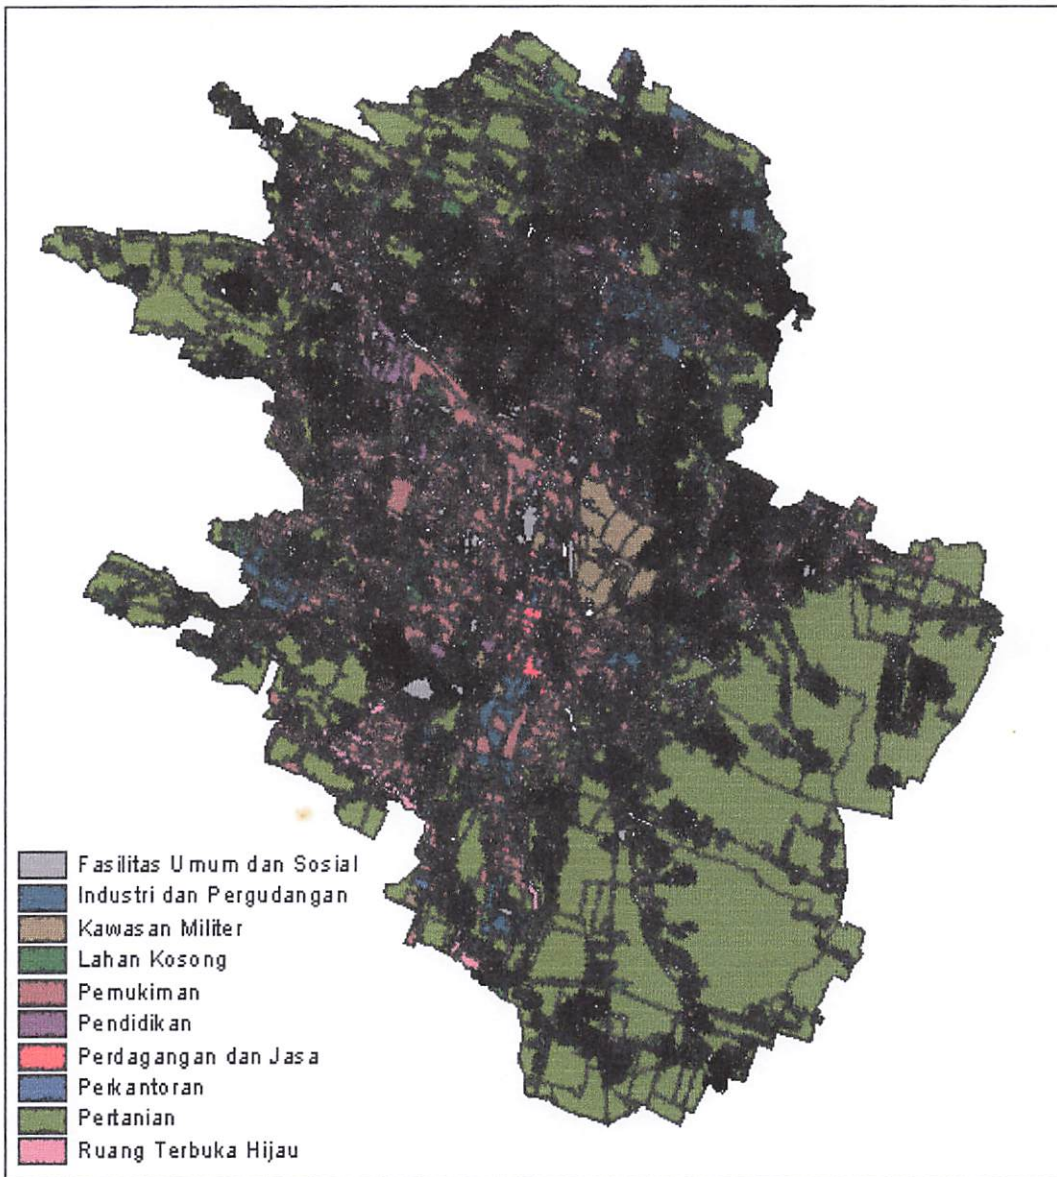 Fasilitas Umum dan Sosial
Industri dan Pergudangan
Kawasan Militer
Lahan Kosong
Pemukiman
Pendidikan
Perdagangan dan Jasa
Perkantoran
Pertanian
Ruang Terbuka Hijau